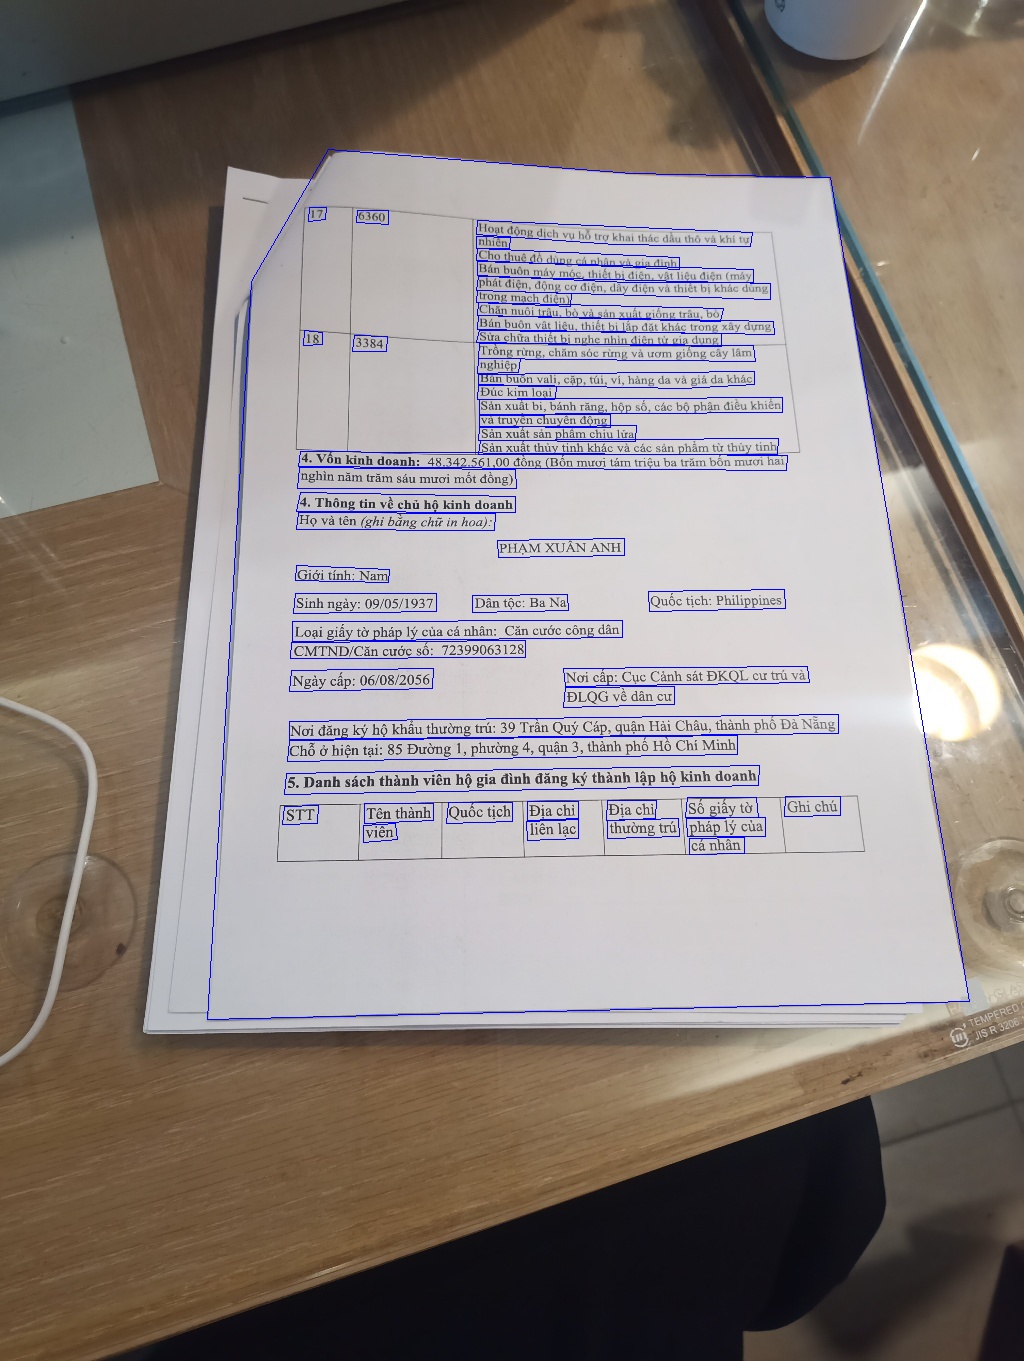 17
6360
Hoạt động dịch vụ hỗ trợ khai thác dầu thô và khí tự
nhiên
Cho thuê đồ dùng cá nhân và gia đình
Bán buôn máy móc, thiết bị điện, vật liệu điện (máy
phát điện, động cơ điện, dây điện và thiết bị khác dùng
trong mạch điện)
Chăn nuôi trâu, bò và sản xuất giống trâu, bò
Bán buôn vật liệu, thiết bị lắp đặt khác trong xây dựng
Sửa chữa thiết bị nghe nhìn điện tử gia dụng
18
3384
Trồng rừng, chăm sóc rừng và ươm giống cây lâm
nghiệp
Bán buôn vali, cặp, túi, ví, hàng da và giả da khác
Đúc kim loại
Sản xuất bi, bánh răng, hộp số, các bộ phận điều khiển
và truyền chuyển động
Sản xuất sản phẩm chịu lửa
Sản xuất thủy tinh khác và các sản phẩm từ thủy tinh
4. Vốn kinh doanh: 48.342.561,00 đồng (Bốn mươi tám triệu ba trăm bốn mươi hai
nghìn năm trăm sáu mươi mốt đồng)
4. Thông tin về chủ hộ kinh doanh
Họ và tên (ghi bằng chữ in hoa):
PHẠM XUÂN ANH
Giới tính: Nam
Sinh ngày: 09/05/1937 Dân tộc: Ba Na Quốc tịch: Philippines
Loại giấy tờ pháp lý của cá nhân: Căn cước công dân
CMTND/Căn cước số: 72399063128
Ngày cấp: 06/08/2056 Nơi cấp: Cục Cảnh sát ĐKQL cư trú và
ĐLQG về dân cư
Nơi đăng ký hộ khẩu thường trú: 39 Trần Quý Cáp, quận Hải Châu, thành phố Đà Nẵng
Chỗ ở hiện tại: 85 Đường 1, phường 4, quận 3, thành phố Hồ Chí Minh
5. Danh sách thành viên hộ gia đình đăng ký thành lập hộ kinh doanh
STT
Tên thành
viên
Quốc tịch
Địa chỉ
liên lạc
Địa chỉ
thường trú
Số giấy tờ
pháp lý của
cá nhân
Ghi chú
TEMPERED
JIS R 3206